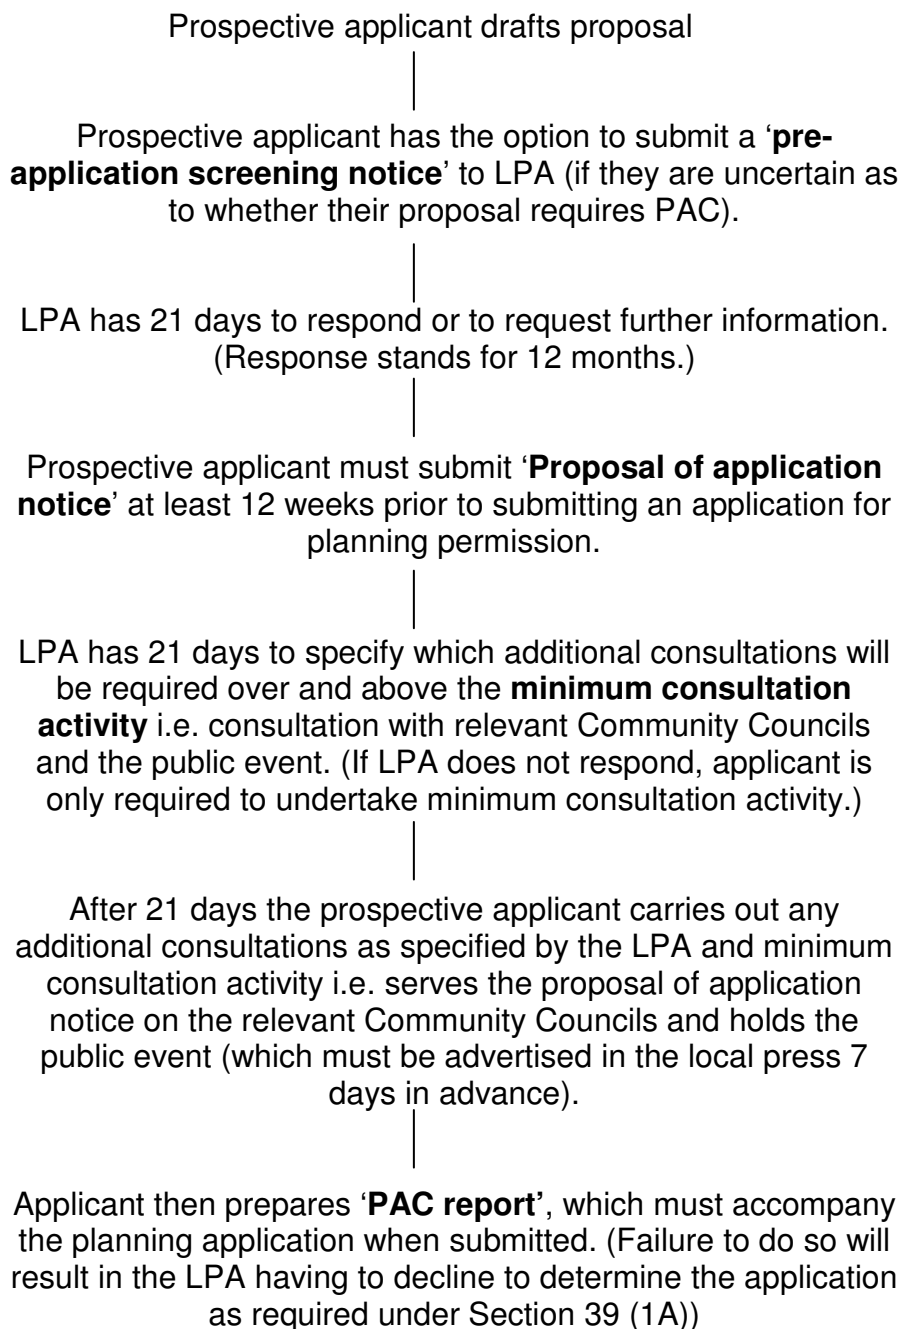 Prospective applicant drafts proposal
Prospective applicant has the option to submit a ‘pre-
application screening notice’ to LPA (if they are uncertain as
to whether their proposal requires PAC).
LPA has 21 days to respond or to request further information.
(Response stands for 12 months.)
Prospective applicant must submit ‘Proposal of application
notice’ at least 12 weeks prior to submitting an application for
planning permission.
LPA has 21 days to specify which additional consultations will
be required over and above the minimum consultation
activity i.e. consultation with relevant Community Councils
and the public event. (If LPA does not respond, applicant is
only required to undertake minimum consultation activity.)
After 21 days the prospective applicant carries out any
additional consultations as specified by the LPA and minimum
consultation activity i.e. serves the proposal of application
notice on the relevant Community Councils and holds the
public event (which must be advertised in the local press 7
days in advance).
Applicant then prepares ‘PAC report’, which must accompany
the planning application when submitted. (Failure to do so will
result in the LPA having to decline to determine the application
as required under Section 39 (1A))